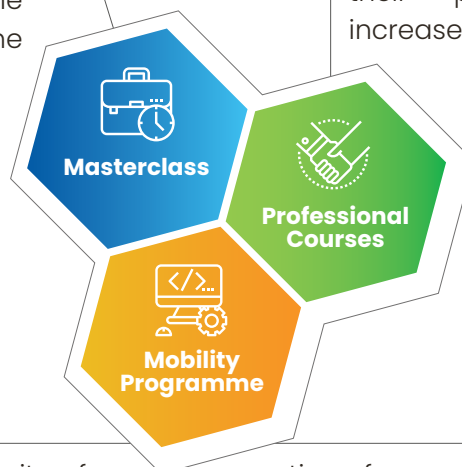 increase
Masterclass
Professional
Courses
</>...
Mobility
Programme